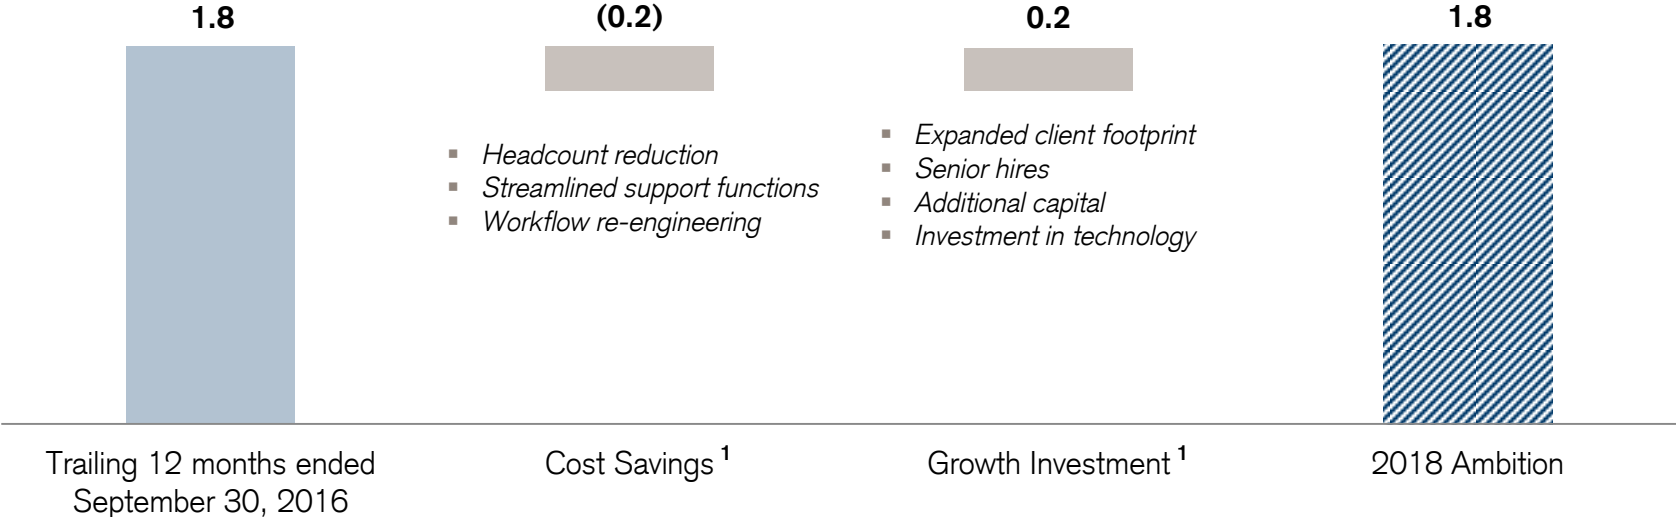 1.8
(0.2)
0.2
1.8
▪ Headcount reduction
▪ Streamlined support functions
▪ Workflow re-engineering
▪ Expanded client footprint
▪ Senior hires
▪ Additional capital
▪ Investment in technology
Trailing 12 months ended
September 30, 2016
Cost Savings 1
Growth Investment 1
2018 Ambition